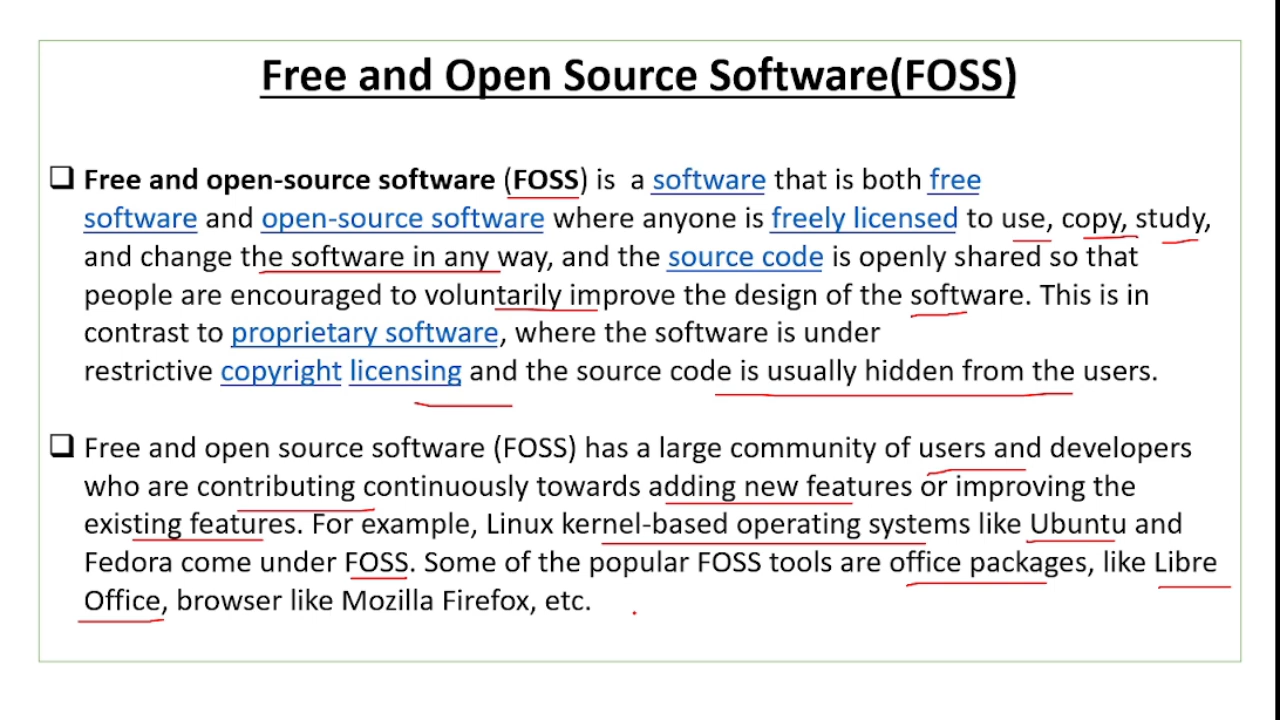 Free and Open Source Software(FOSS)
❑ Free and open-source software (FOSS) is a software that is both free
software and open-source software where anyone is freely licensed to use, copy, study,
and change the software in any way, and the source code is openly shared so that
people are encouraged to voluntarily improve the design of the software. This is in
contrast to proprietary software, where the software is under
restrictive copyright licensing and the source code is usually hidden from the users.
❑ Free and open source software (FOSS) has a large community of users and developers
who are contributing continuously towards adding new features or improving the
existing features. For example, Linux kernel-based operating systems like Ubuntu and
Fedora come under FOSS. Some of the popular FOSS tools are office packages, like Libre
Office, browser like Mozilla Firefox, etc.